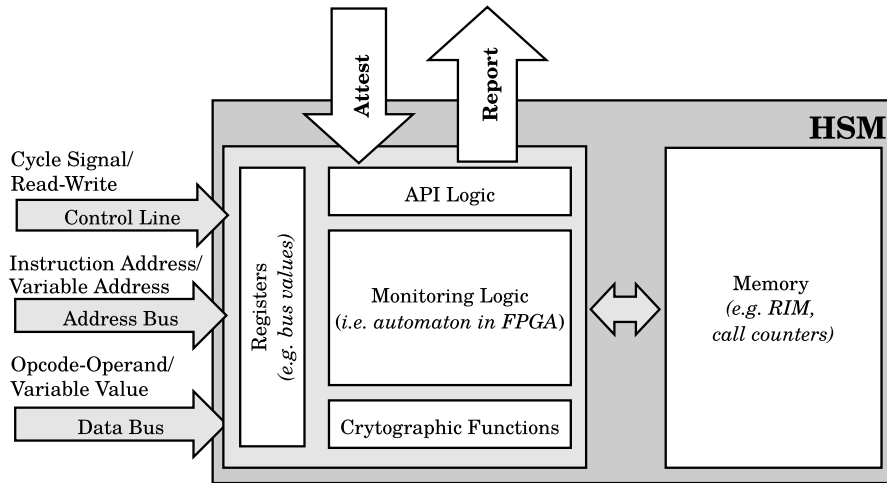 Attest
Report
HSM
Cycle Signal/
Read-Write
Control Line
Instruction Address/
Variable Address
Address Bus
Opcode-Operand/
Variable Value
Data Bus
Registers
(e.g. bus values)
API Logic
Monitoring Logic
(i.e. automaton in FPGA)
Crytographic Functions
Memory
(e.g. RIM,
call counters)